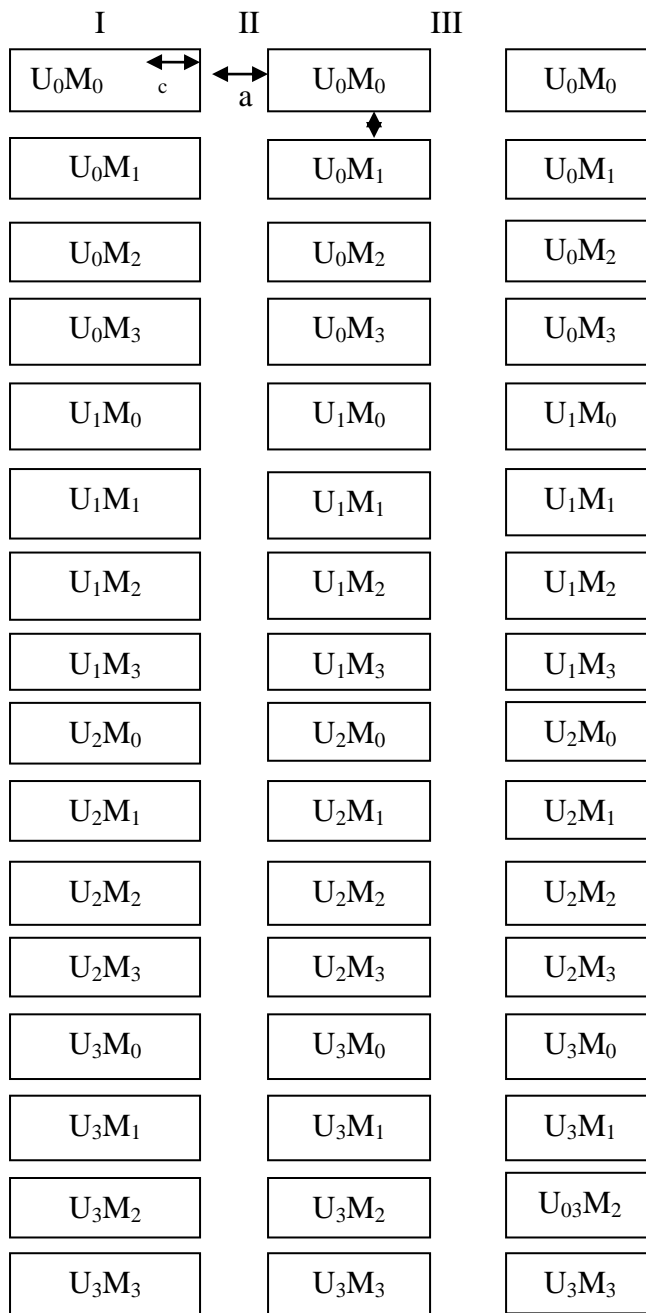 I II III
U₀M₀ c a U₀M₀ U₀M₀
U₀M₁ U₀M₁ U₀M₁
U₀M₂ U₀M₂ U₀M₂
U₀M₃ U₀M₃ U₀M₃
U₁M₀ U₁M₀ U₁M₀
U₁M₁ U₁M₁ U₁M₁
U₁M₂ U₁M₂ U₁M₂
U₁M₃ U₁M₃ U₁M₃
U₂M₀ U₂M₀ U₂M₀
U₂M₁ U₂M₁ U₂M₁
U₂M₂ U₂M₂ U₂M₂
U₂M₃ U₂M₃ U₂M₃
U₃M₀ U₃M₀ U₃M₀
U₃M₁ U₃M₁ U₃M₁
U₃M₂ U₃M₂ U₀₃M₂
U₃M₃ U₃M₃ U₃M₃